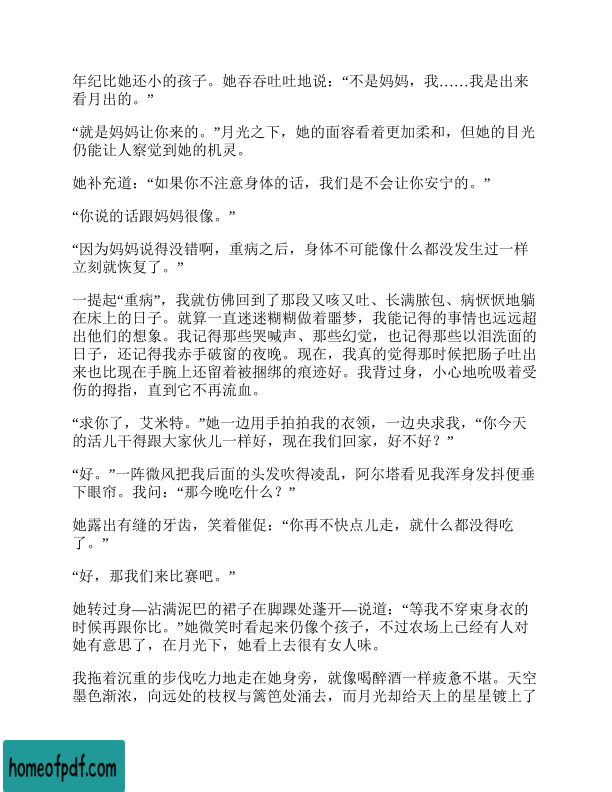 年纪比她还小的孩子。她吞吞吐吐地说：“不是妈妈，我……我是出来
看月出的。”
“就是妈妈让你来的。”月光之下，她的面容看着更加柔和，但她的目光
仍能让人察觉到她的机灵。
她补充道：“如果你不注意身体的话，我们是不会让你安宁的。”
“你说的话跟妈妈很像。”
“因为妈妈说得没错啊，重病之后，身体不可能像什么都没发生过一样
立刻就恢复了。”
一提起“重病”，我就仿佛回到了那段又咳又吐、长满脓包、病恹恹地躺
在床上的日子。就算一直迷迷糊糊做着噩梦，我能记得的事情也远远超
出他们的想象。我记得那些哭喊声、那些幻觉，也记得那些以泪洗面的
日子，还记得我赤手破窗的夜晚。现在，我真的觉得那时候把肠子吐出
来也比现在手腕上还留着被捆绑的痕迹好。我背过身，小心地吮吸着受
伤的拇指，直到它不再流血。
“求你了，艾米特。”她一边用手拍拍我的衣领，一边央求我，“你今天
的活儿干得跟大家伙儿一样好，现在我们回家，好不好？”
“好。”一阵微风把我后面的头发吹得凌乱，阿尔塔看见我浑身发抖便垂
下眼帘。我问：“那今晚吃什么？”
她露出有缝的牙齿，笑着催促：“你再不快点儿走，就什么都没得吃
了。”
“好，那我们来比赛吧。”
她转过身—沾满泥巴的裙子在脚踝处蓬开—说道：“等我不穿束身衣的
时候再跟你比。”她微笑时看起来仍像个孩子，不过农场上已经有人对
她有意思了，在月光下，她看上去很有女人味。
我拖着沉重的步伐吃力地走在她身旁，就像喝醉酒一样疲惫不堪。天空
墨色渐浓，向远处的枝杈与篱笆处涌去，而月光却给天上的星星镀上了
homeofpdf.com